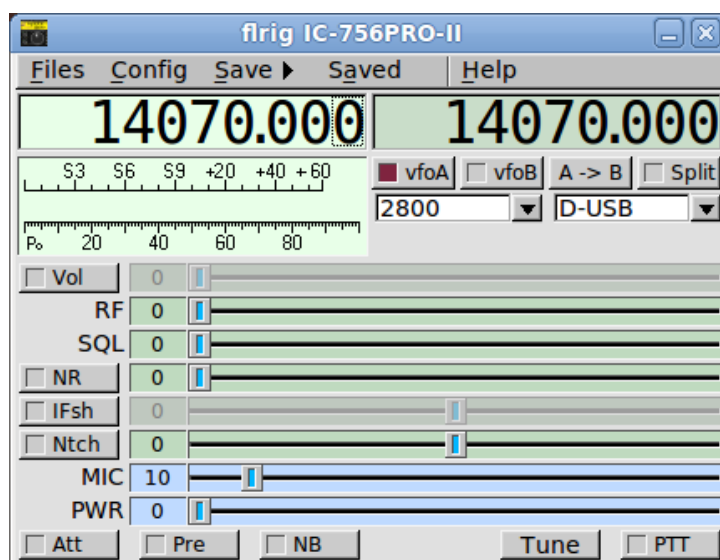 flrig IC-756PRO-II
Files Config Save Saved Help
14070.000 14070.000
S3 S6 S9 +20 +40 +60
vfoA vfoB A -> B Split
2800 D-USB
Po 20 40 60 80
Vol 0
RF 0
SQL 0
NR 0
IFsh 0
Ntch 0
MIC 10
PWR 0
Att Pre NB Tune PTT